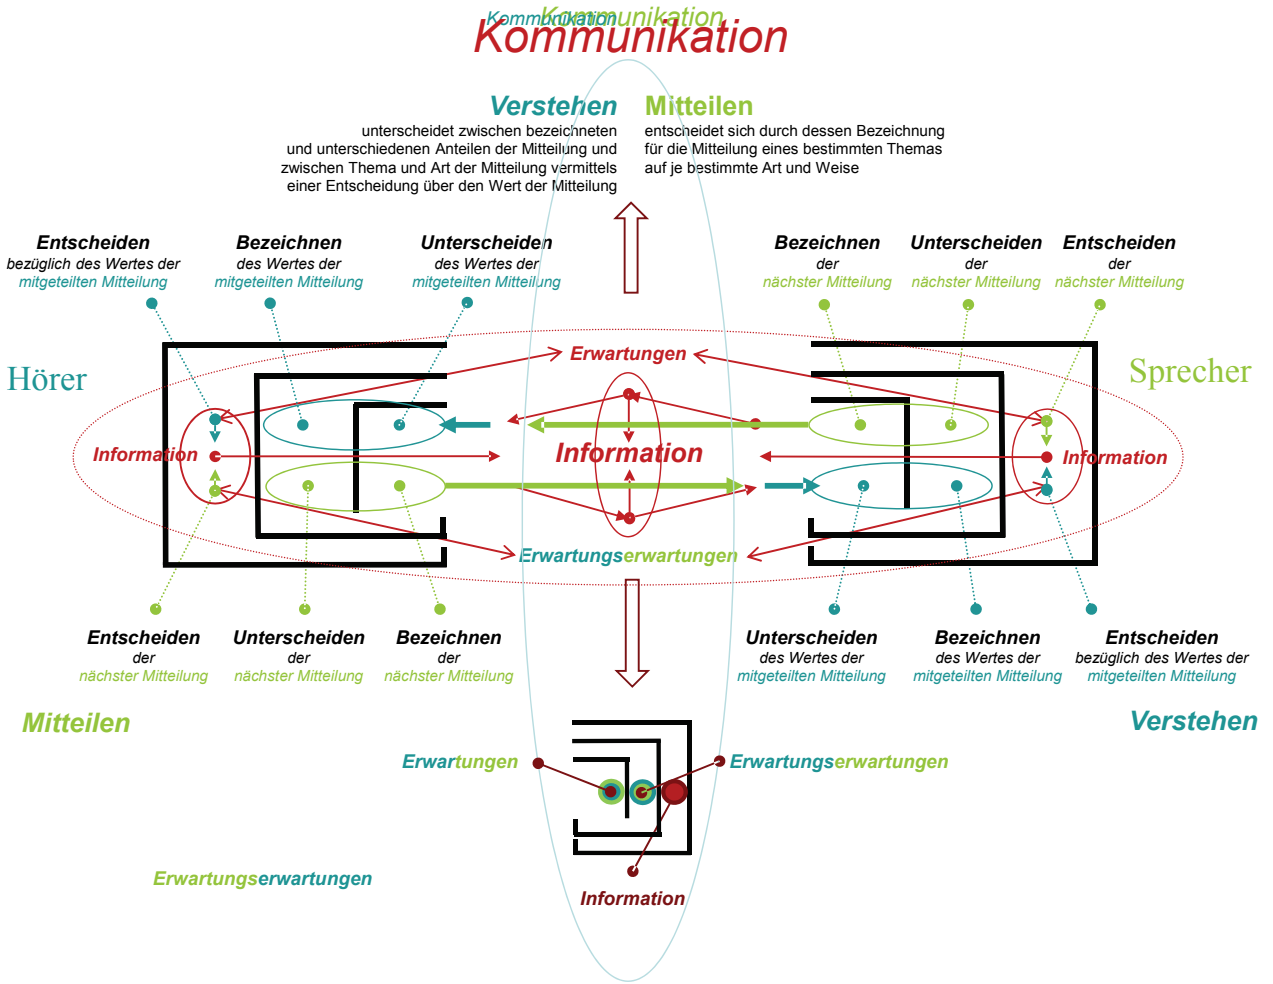 Kommunikation
Kommunikation
Kommunikation
Verstehen
unterscheidet zwischen bezeichneten
und unterschiedenen Anteilen der Mitteilung und
zwischen Thema und Art der Mitteilung vermittels
einer Entscheidung über den Wert der Mitteilung
Mitteilen
entscheidet sich durch dessen Bezeichnung
für die Mitteilung eines bestimmten Themas
auf je bestimmte Art und Weise
Entscheiden
bezüglich des Wertes der
mitgeteilten Mitteilung
Bezeichnen
des Wertes der
mitgeteilten Mitteilung
Unterscheiden
des Wertes der
mitgeteilten Mitteilung
Bezeichnen
der
nächster Mitteilung
Unterscheiden
der
nächster Mitteilung
Entscheiden
der
nächster Mitteilung
Hörer
Erwartungen
Sprecher
Information
Information
Information
Erwartungserwartungen
Entscheiden
der
nächster Mitteilung
Unterscheiden
der
nächster Mitteilung
Bezeichnen
der
nächster Mitteilung
Unterscheiden
des Wertes der
mitgeteilten Mitteilung
Bezeichnen
des Wertes der
mitgeteilten Mitteilung
Entscheiden
bezüglich des Wertes der
mitgeteilten Mitteilung
Mitteilen
Verstehen
Erwartungen
Erwartungserwartungen
Erwartungserwartungen
Information